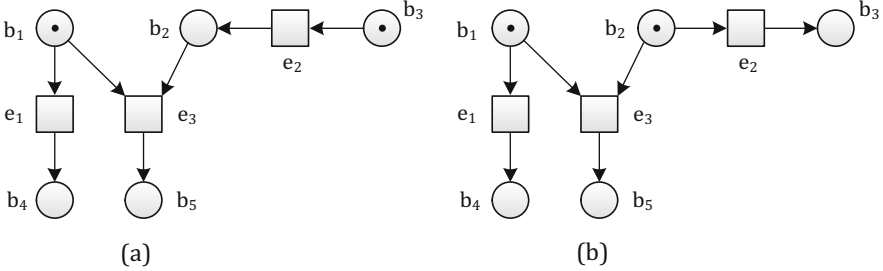 b₁ b₂ b₃
e₂
e₁ e₃
b₄ b₅
(a)
b₁ b₂ b₃
e₂
e₁ e₃
b₄ b₅
(b)